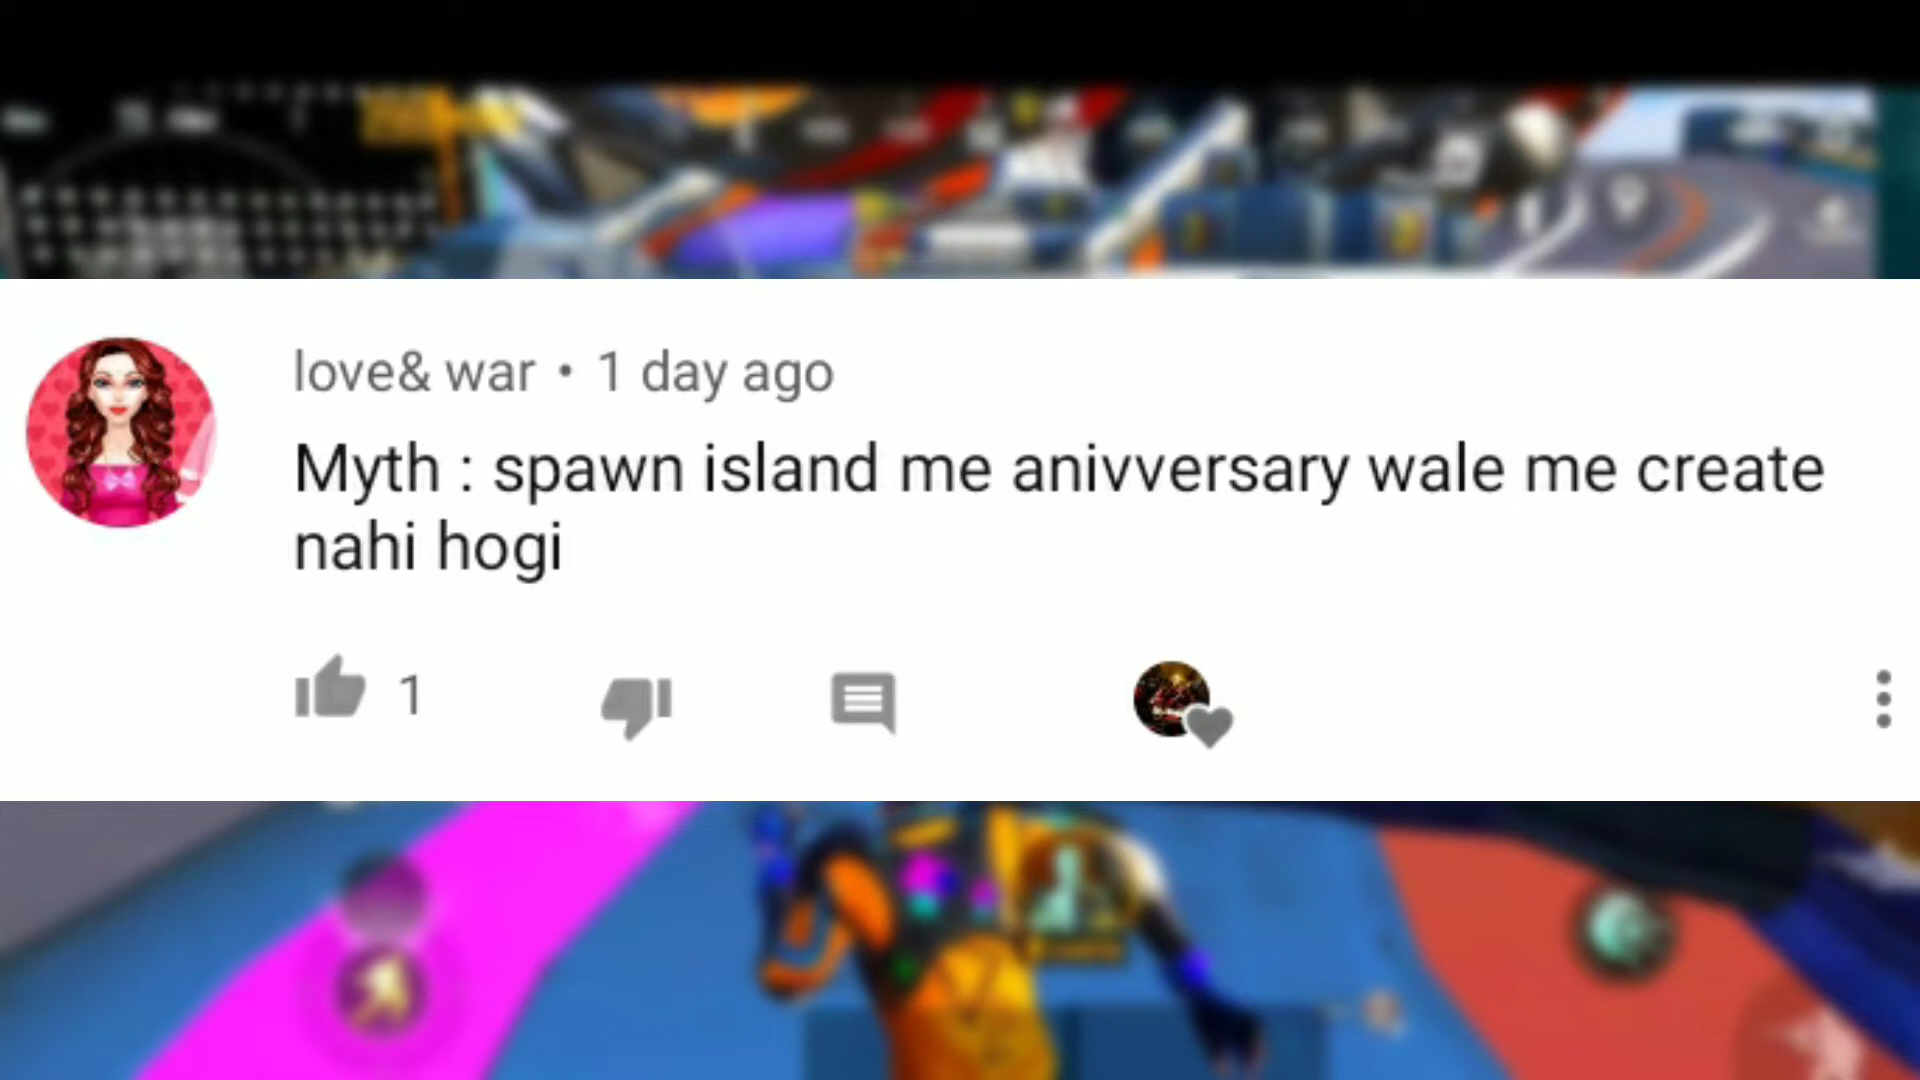 love& war • 1 day ago
Myth : spawn island me anivversary wale me create
nahi hogi
1